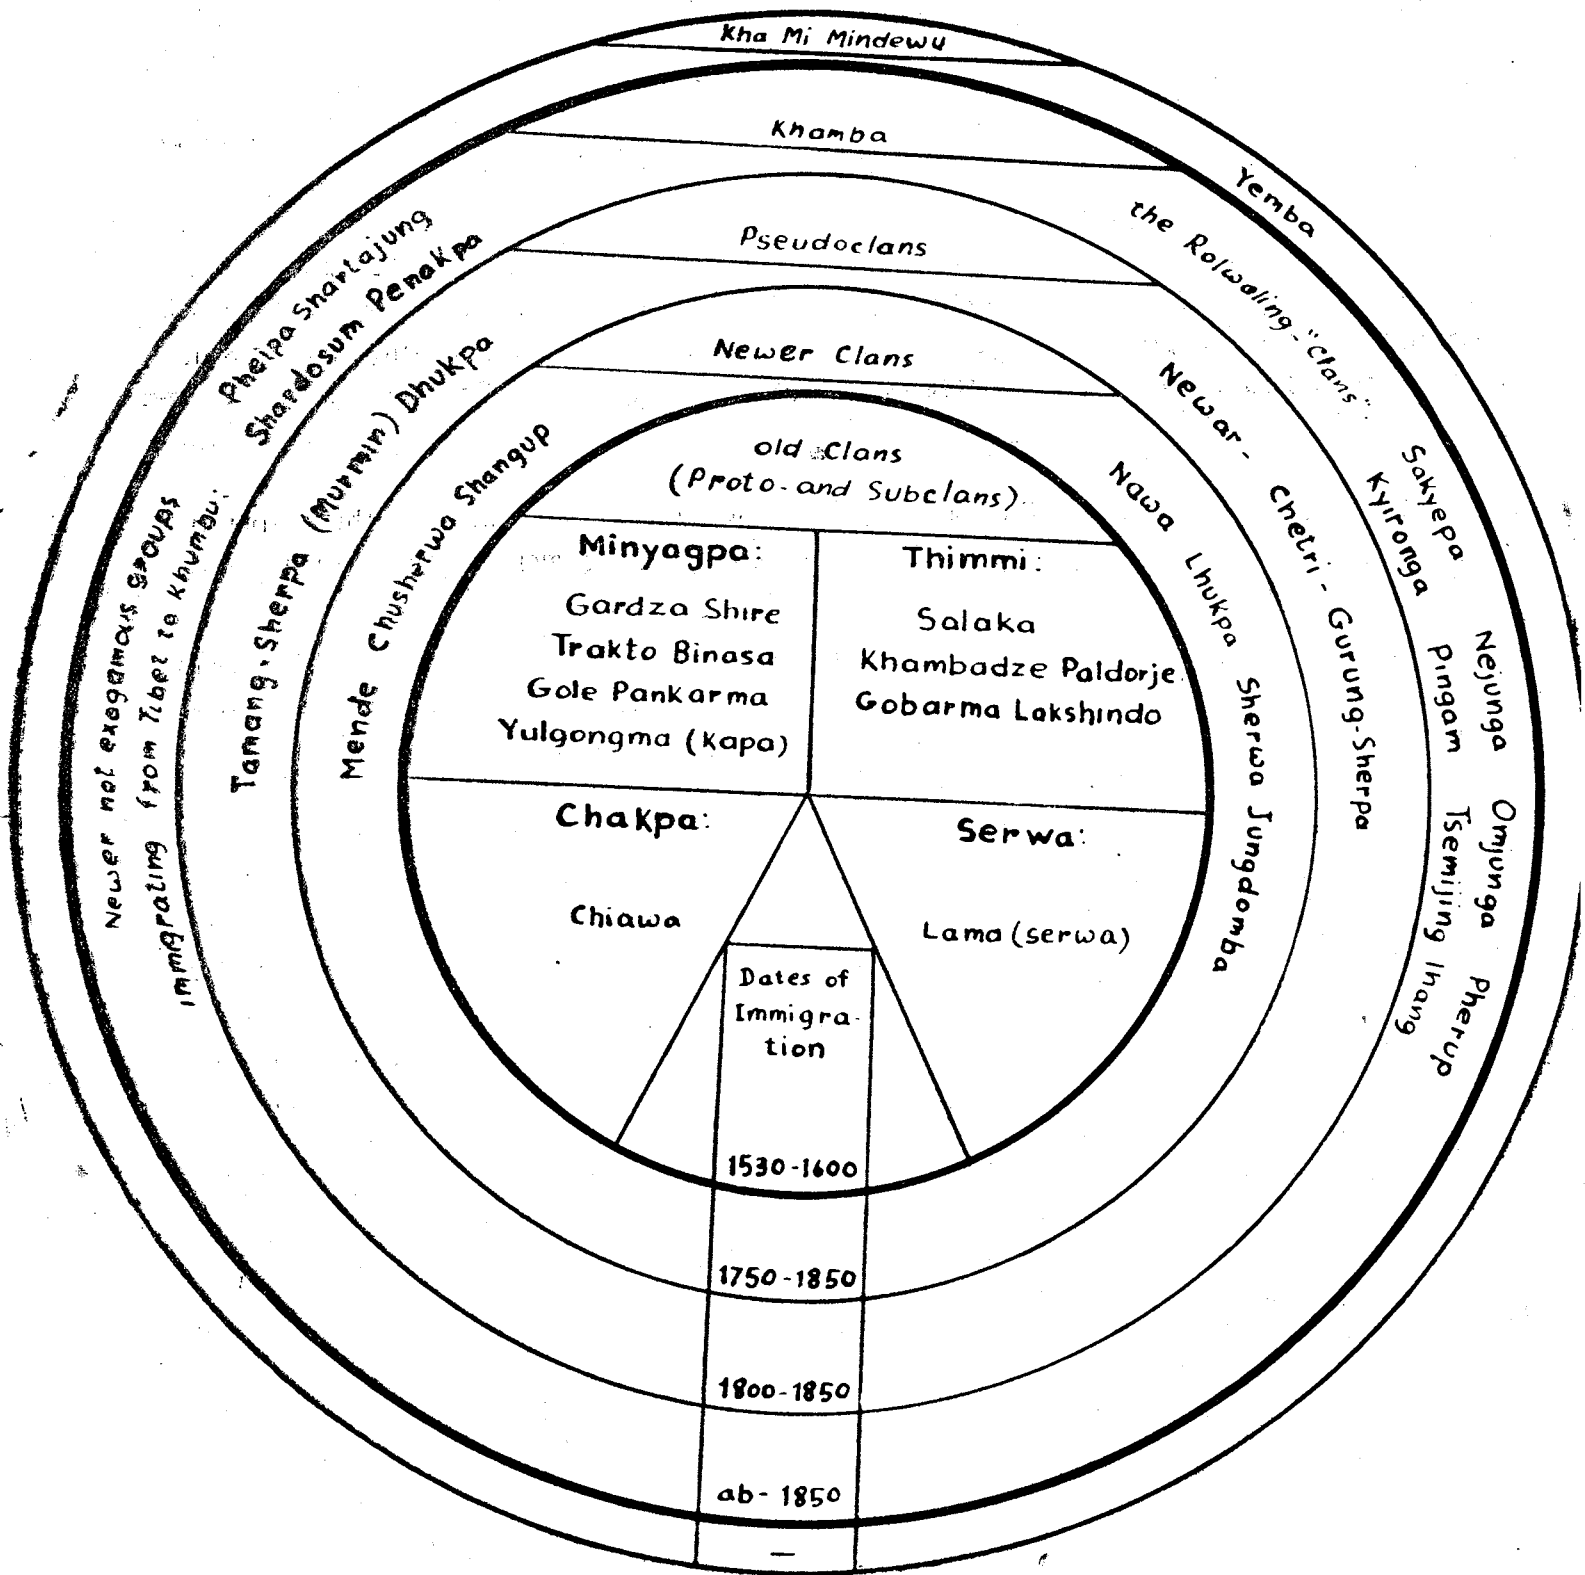 Kha Mi Mindewu
Yemba
Khamba
Newer not exogamous groups
immigrating from Tibet to Khumbu:
Pheipa Shartajung
Shardosum Penakpa
the Rolwaling-"Clans":
Sakyepa Nejunga Omjunga Pherup
Kyironga Pingam Tsemijing Ihang
Pseudoclans
Tamang-Sherpa (Murmin) Dhukpa
Newar- Chetri- Gurung-Sherpa
Newer Clans
Mende Chusherwa Shangup
Nawa Lhukpa Sherwa Jungdomba
old Clans
(Proto- and Subclans)
Minyagpa:
Gardza Shire
Trakto Binasa
Gole Pankarma
Yulgongma (Kapa)
Thimmi:
Salaka
Khambadze Paldorje
Gobarma Lakshindo
Chakpa:
Chiawa
Serwa:
Lama (serwa)
Dates of
Immigra-
tion
1530-1600
1750-1850
1800-1850
ab- 1850
—